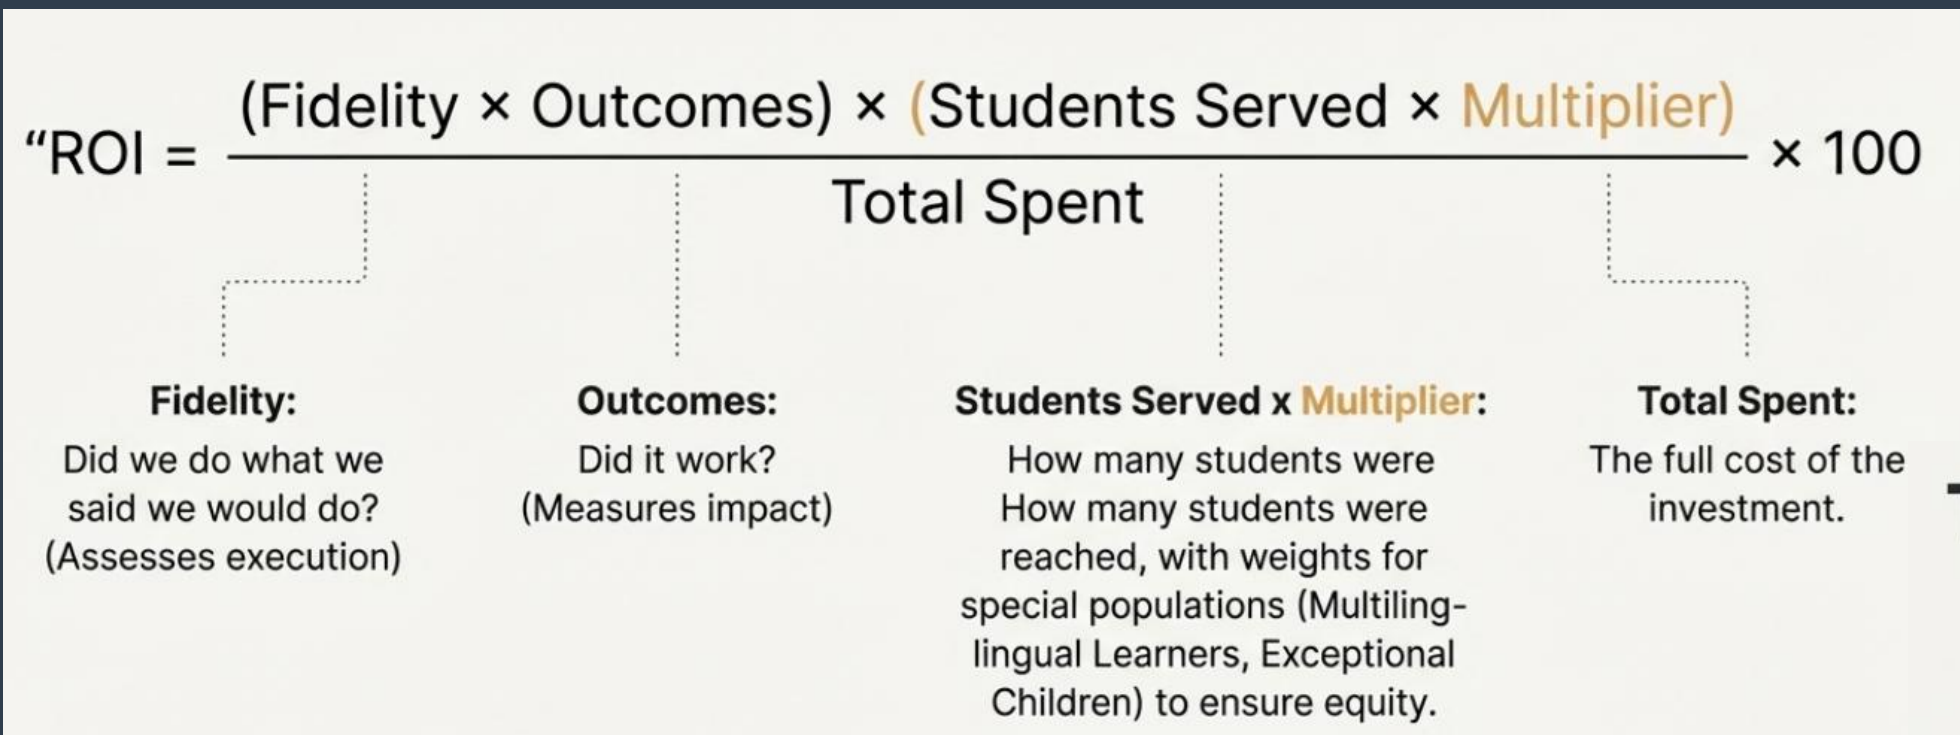 (Fidelity × Outcomes) × (Students Served × Multiplier)
“ROI =
× 100
Total Spent
Fidelity:
Did we do what we
said we would do?
(Assesses execution)
Outcomes:
Did it work?
(Measures impact)
Students Served x Multiplier:
How many students were
How many students were
reached, with weights for
special populations (Multiling-
lingual Learners, Exceptional
Children) to ensure equity.
Total Spent:
The full cost of the
investment.